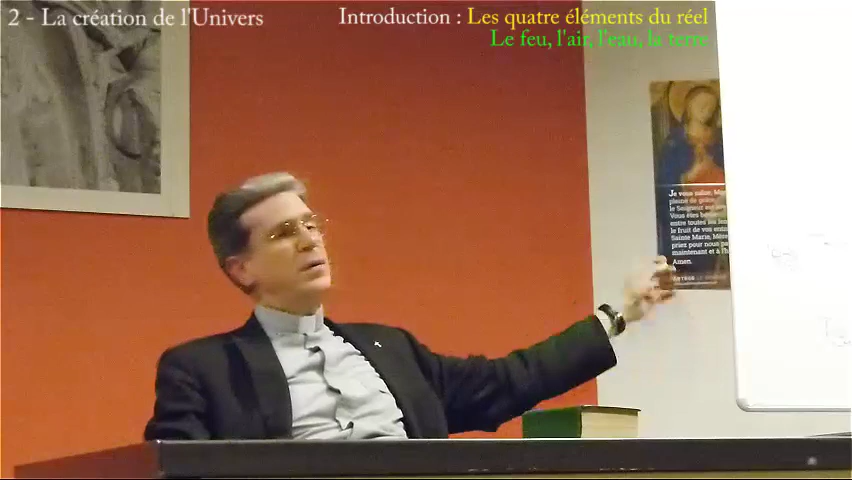 2 - La création de l'Univers
Introduction : Les quatre éléments du réel
Le feu, l'air, l'eau, la terre
Je vous salue,
pleine de
le Seigneur est
Vous êtes
entre toutes les
le fruit de vos
Sainte Marie,
priez pour nous
maintenant et à
Amen.